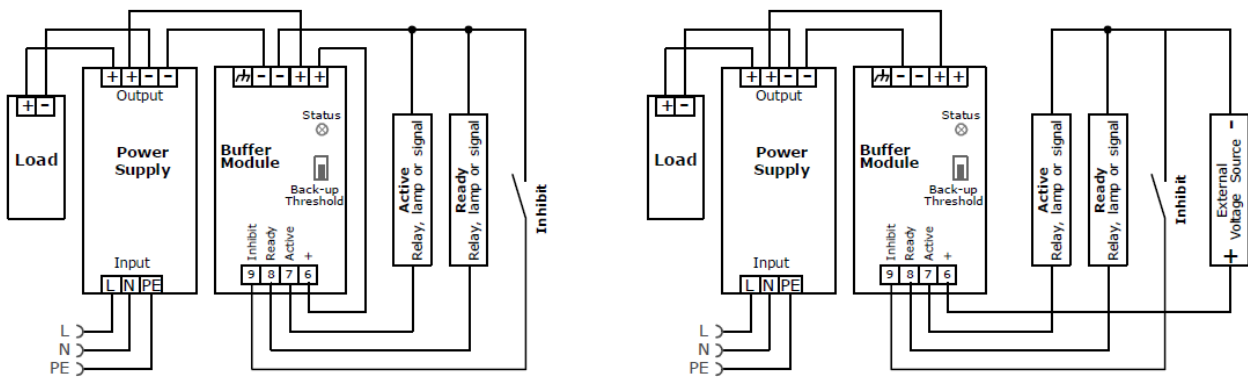 + + - -
Output
- - + +
+ -
Load
Power
Supply
Status
Buffer
Module
Back-up
Threshold
Active
Relay, lamp or signal
Ready
Relay, lamp or signal
Inhibit
Inhibit
Ready
Active
+
9 8 7 6
Input
L N PE
L
N
PE
+ + - -
Output
- - + +
+ -
Load
Power
Supply
Status
Buffer
Module
Back-up
Threshold
Active
Relay, lamp or signal
Ready
Relay, lamp or signal
Inhibit
External
+ Voltage Source -
Inhibit
Ready
Active
+
9 8 7 6
Input
L N PE
L
N
PE